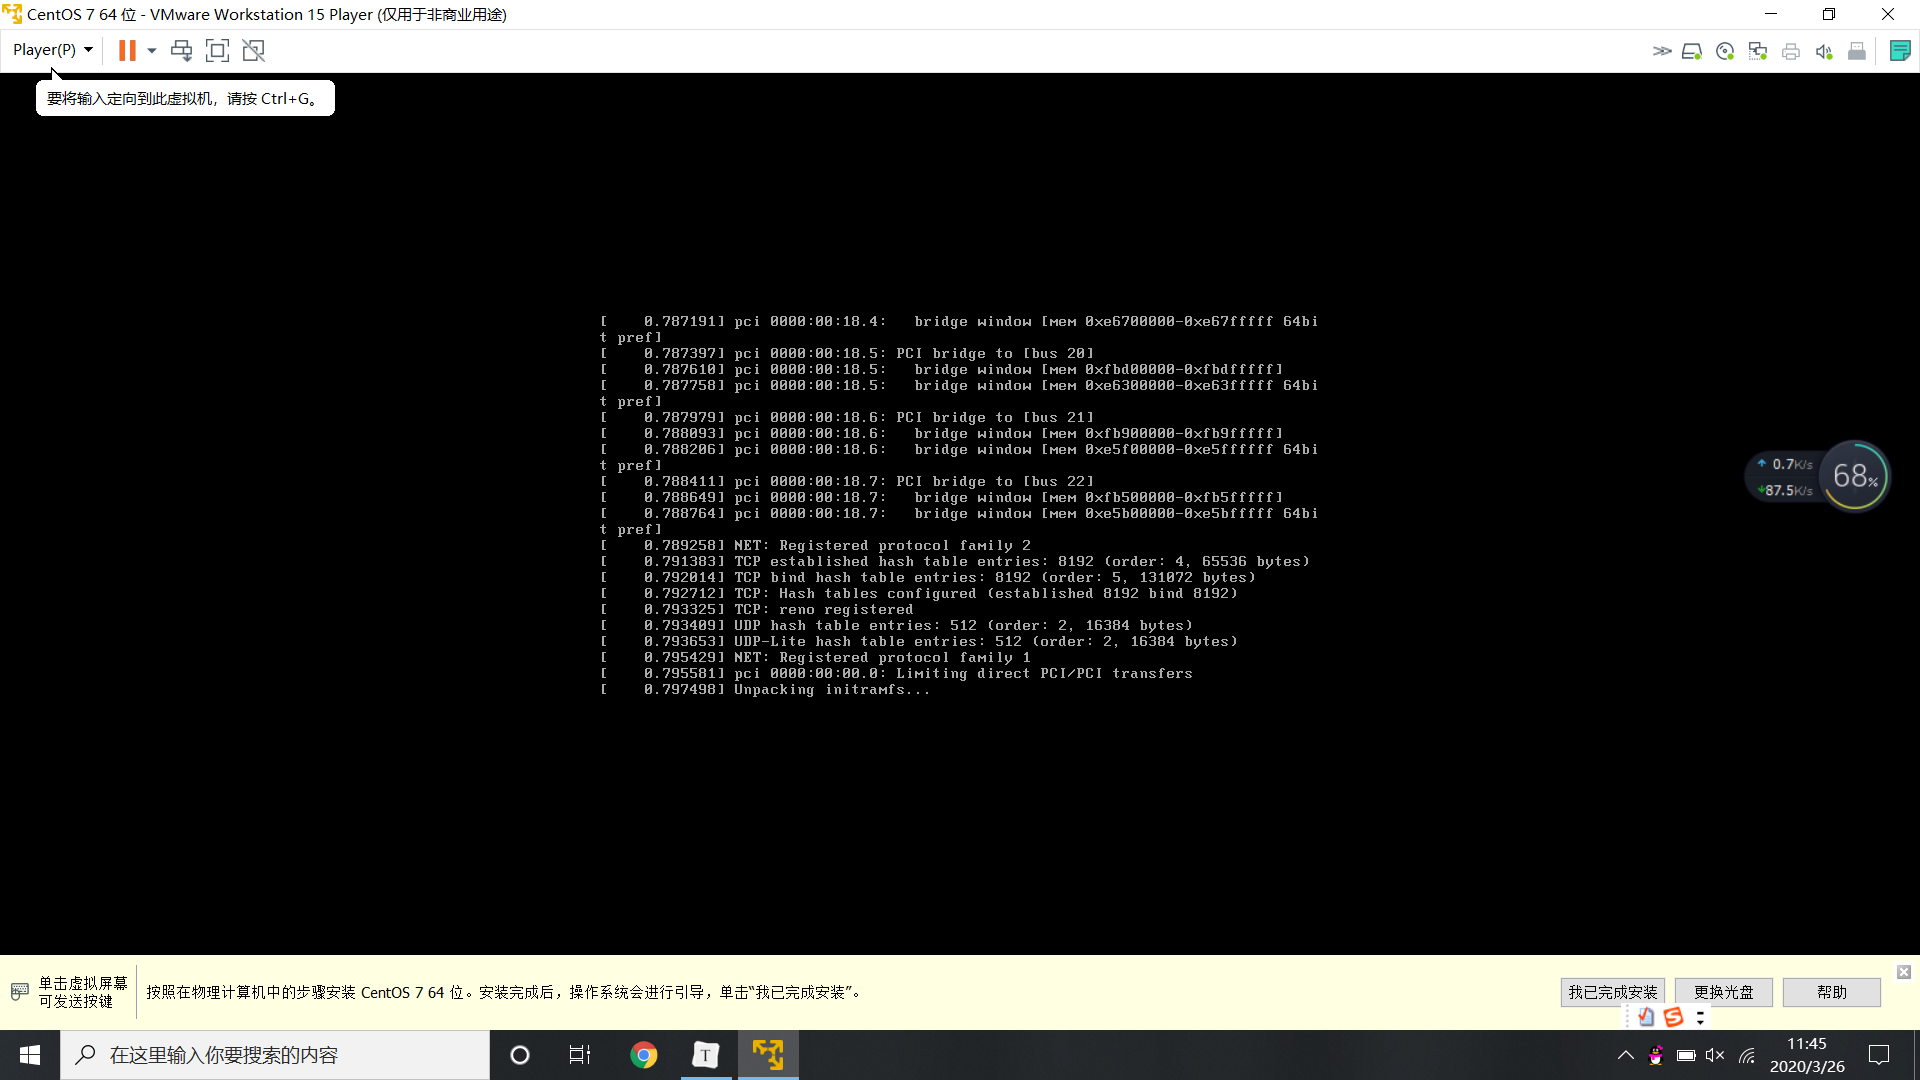 CentOS 7 64 位 - VMware Workstation 15 Player (仅用于非商业用途)
Player(P)
要将输入定向到此虚拟机，请按 Ctrl+G。
[    0.787191] pci 0000:00:18.4:   bridge window [mem 0xe6700000-0xe67fffff 64bi
t pref]
[    0.787397] pci 0000:00:18.5: PCI bridge to [bus 20]
[    0.787610] pci 0000:00:18.5:   bridge window [mem 0xfbd00000-0xfbdfffff]
[    0.787758] pci 0000:00:18.5:   bridge window [mem 0xe6300000-0xe63fffff 64bi
t pref]
[    0.787979] pci 0000:00:18.6: PCI bridge to [bus 21]
[    0.788093] pci 0000:00:18.6:   bridge window [mem 0xfb900000-0xfb9fffff]
[    0.788206] pci 0000:00:18.6:   bridge window [mem 0xe5f00000-0xe5ffffff 64bi
t pref]
[    0.788411] pci 0000:00:18.7: PCI bridge to [bus 22]
[    0.788649] pci 0000:00:18.7:   bridge window [mem 0xfb500000-0xfb5fffff]
[    0.788764] pci 0000:00:18.7:   bridge window [mem 0xe5b00000-0xe5bfffff 64bi
t pref]
[    0.789258] NET: Registered protocol family 2
[    0.791383] TCP established hash table entries: 8192 (order: 4, 65536 bytes)
[    0.792014] TCP bind hash table entries: 8192 (order: 5, 131072 bytes)
[    0.792712] TCP: Hash tables configured (established 8192 bind 8192)
[    0.793325] TCP: reno registered
[    0.793409] UDP hash table entries: 512 (order: 2, 16384 bytes)
[    0.793653] UDP-Lite hash table entries: 512 (order: 2, 16384 bytes)
[    0.795429] NET: Registered protocol family 1
[    0.795581] pci 0000:00:00.0: Limiting direct PCI/PCI transfers
[    0.797498] Unpacking initramfs...
0.7K/s
87.5K/s
68%
单击虚拟屏幕
可发送按键
按照在物理计算机中的步骤安装 CentOS 7 64 位。安装完成后，操作系统会进行引导，单击“我已完成安装”。
我已完成安装
更换光盘
帮助
在这里输入你要搜索的内容
T
11:45
2020/3/26